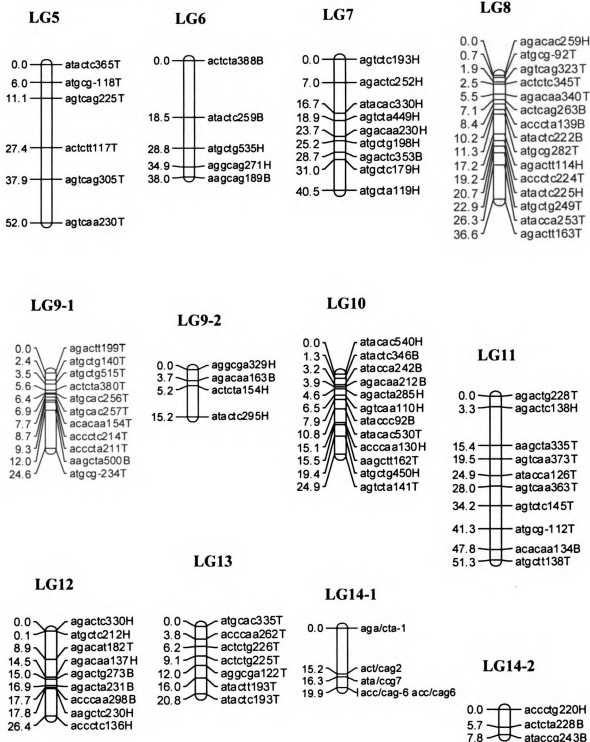 LG5
0.0 atactc365T
6.0 atgcg-118T
11.1 agtcag225T
27.4 actctt117T
37.9 agtcag305T
52.0 agtcaa230T
LG6
0.0 actcta388B
18.5 atactc259B
28.8 atgctg535H
34.9 aggcag271H
38.0 aagcag189B
LG7
0.0 agtctc193H
7.0 agactc252H
16.7 atacac330H
18.9 agtcta449H
23.7 agacaa230H
25.2 atgctg198H
28.7 agactc353B
31.0 atgctc179H
40.5 atgcta119H
LG8
0.0 agacac259H
0.7 atgcg-92T
1.9 agtcag323T
2.5 actctc345T
5.5 agacaa340T
7.1 actcag263B
8.4 acccta139B
10.2 atactc222B
11.3 atgcag282T
17.2 agactt114H
19.2 accctc224T
20.7 atactc225H
22.9 atgctg249T
26.3 atacca253T
36.6 agactt163T
LG9-1
0.0 agactt199T
2.4 atgctg140T
3.5 atgctg515T
5.6 actcta380T
6.4 atgcac256T
6.9 atgcac257T
7.7 acacaa154T
8.7 accctc214T
9.3 acccta211T
12.0 aagcta500B
24.6 atgcg-234T
LG9-2
0.0 aggcga329H
3.7 agacaa163B
5.2 actcta154H
15.2 atactc295H
LG10
0.0 atacac540H
1.3 atactc346B
3.2 atacca242B
3.9 agacaa212B
4.6 agacta285H
6.5 agtcaa110H
7.9 ataccc92B
10.8 atacac530T
15.1 acccaa130H
15.5 aagctt162T
19.4 atgctg450H
24.9 agtcta141T
LG11
0.0 agactg228T
3.3 agactc138H
15.4 aagcta335T
19.5 agtcaa373T
24.9 atacca126T
28.0 agtcaa363T
34.2 agtctc145T
41.3 atgcg-112T
47.8 acacaa134B
51.3 atgctt138T
LG12
0.0 agactc330H
0.1 atgctc212H
8.9 agacat182T
14.5 agacaa137H
15.0 agactg273B
16.9 agacta231B
17.7 acccaa298B
17.8 aagctc230H
26.4 accctc136H
LG13
0.0 atgcac335T
3.8 acccaa262T
6.2 actctg226T
9.1 actctg225T
12.0 aggcga122T
16.0 atactt193T
20.8 atactc193T
LG14-1
0.0 aga/cta-1
15.2 act/cag2
16.3 ata/ccg7
19.9 acc/cag-6 acc/cag6
LG14-2
0.0 accctg220H
5.7 actcta228B
7.8 ataccg243B